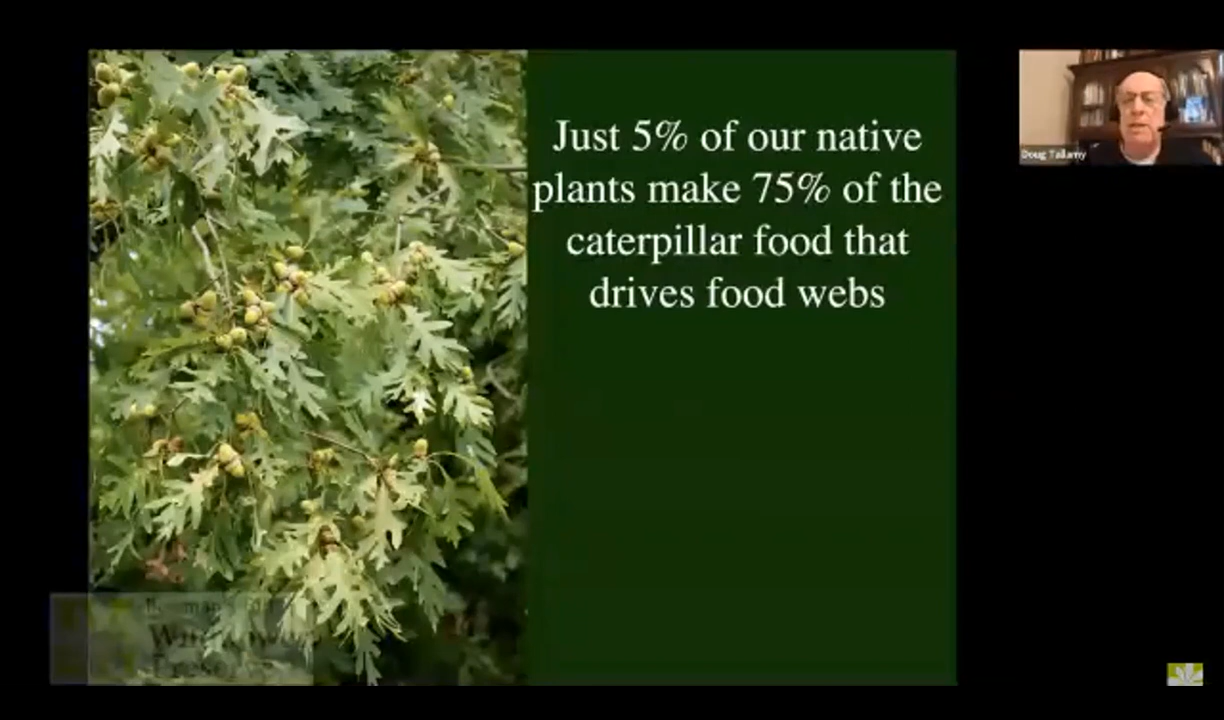 Just 5% of our native
plants make 75% of the
caterpillar food that
drives food webs
Doug Tallamy